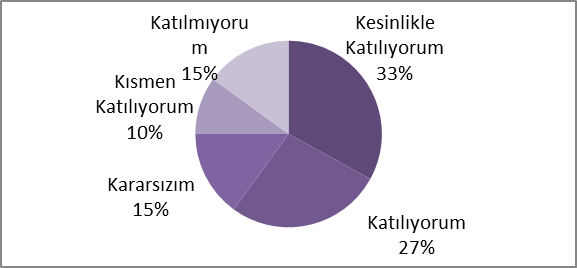 Kesinlikle
Katılıyorum
33%
Katılıyorum
27%
Kararsızım
15%
Kısmen
Katılıyorum
10%
Katılmıyoru
m
15%